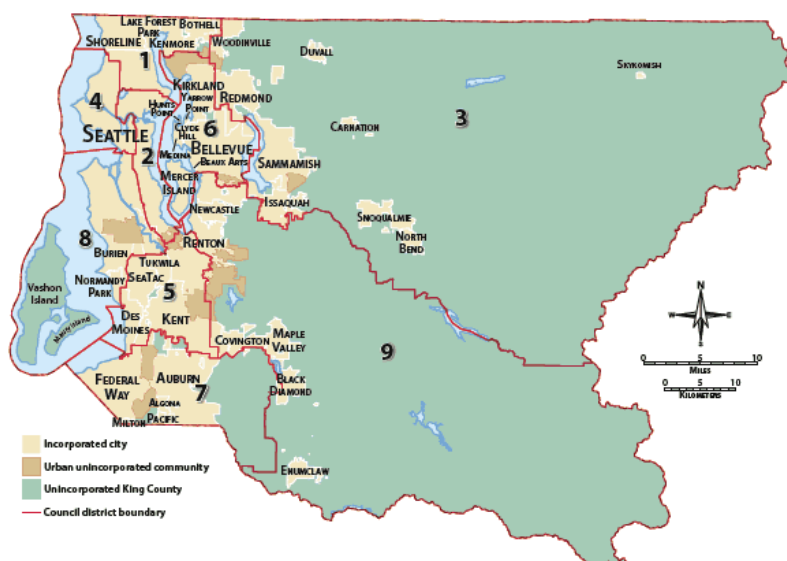 LAKE FOREST
PARK
BOTHELL
SHORELINE
KENMORE
WOODINVILLE
DUVALL
SKYKOMISH
1
KIRKLAND
YARROW
POINT
REDMOND
4
HUNTS
POINT
3
CARNATION
SEATTLE
CLYDE
HILL
6
BELLEVUE
2
MEDINA
BEAUX ARTS
SAMMAMISH
MERCER
ISLAND
NEWCASTLE
ISSAQUAH
SNOQUALMIE
NORTH
BEND
8
RENTON
BURIEN
TUKWILA
Vashon
Island
NORMANDY
PARK
SEATAC
5
Maury Island
DES
MOINES
KENT
COVINGTON
MAPLE
VALLEY
9
FEDERAL
WAY
AUBURN
7
BLACK
DIAMOND
ALGONA
MILTON
PACIFIC
ENUMCLAW
N
W
E
S
0
5
10
MILES
0
5
10
KILOMETERS
Incorporated city
Urban unincorporated community
Unincorporated King County
Council district boundary